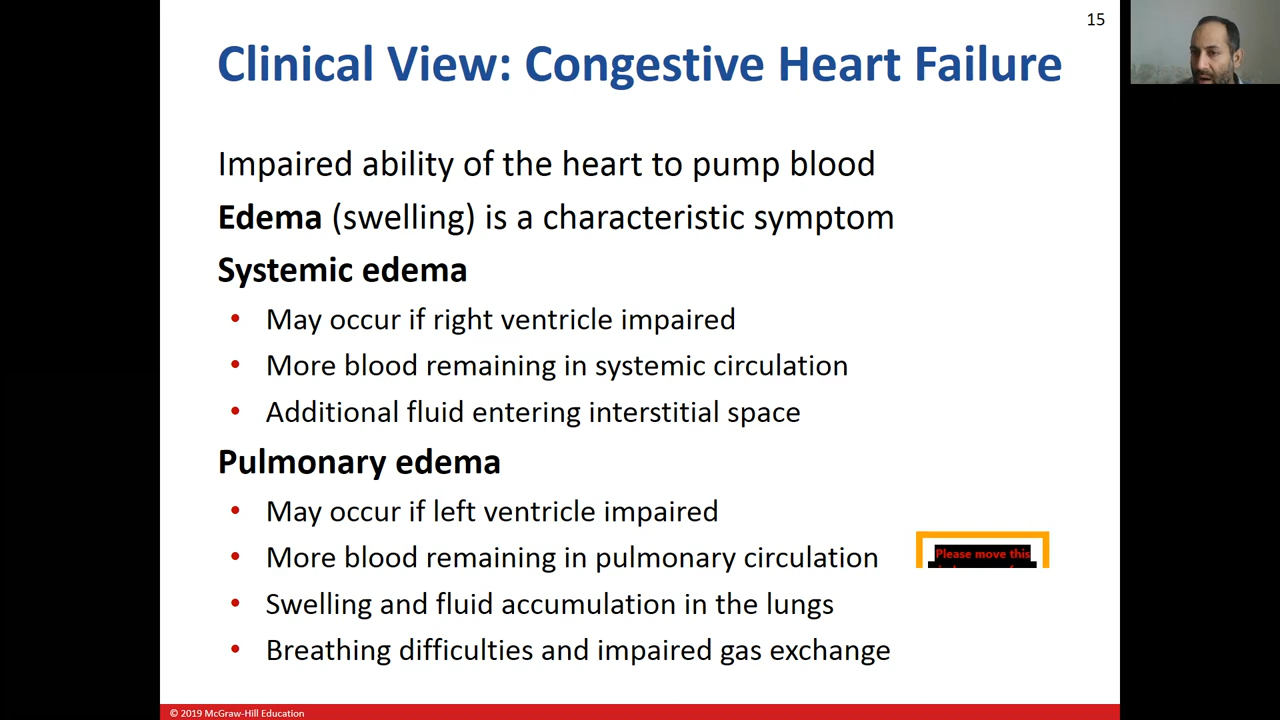 15
Clinical View: Congestive Heart Failure
Impaired ability of the heart to pump blood
Edema (swelling) is a characteristic symptom
Systemic edema
• May occur if right ventricle impaired
• More blood remaining in systemic circulation
• Additional fluid entering interstitial space
Pulmonary edema
• May occur if left ventricle impaired
• More blood remaining in pulmonary circulation
Please move this
• Swelling and fluid accumulation in the lungs
• Breathing difficulties and impaired gas exchange
© 2019 McGraw-Hill Education